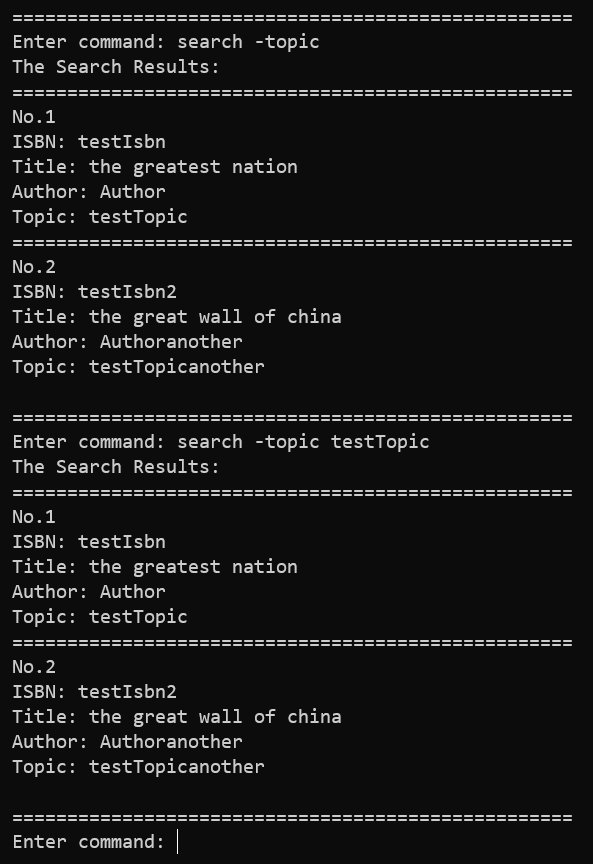 ===================================================
Enter command: search -topic
The Search Results:
===================================================
No.1
ISBN: testIsbn
Title: the greatest nation
Author: Author
Topic: testTopic
===================================================
No.2
ISBN: testIsbn2
Title: the great wall of china
Author: Authoranother
Topic: testTopicanother
===================================================
Enter command: search -topic testTopic
The Search Results:
===================================================
No.1
ISBN: testIsbn
Title: the greatest nation
Author: Author
Topic: testTopic
===================================================
No.2
ISBN: testIsbn2
Title: the great wall of china
Author: Authoranother
Topic: testTopicanother
===================================================
Enter command: